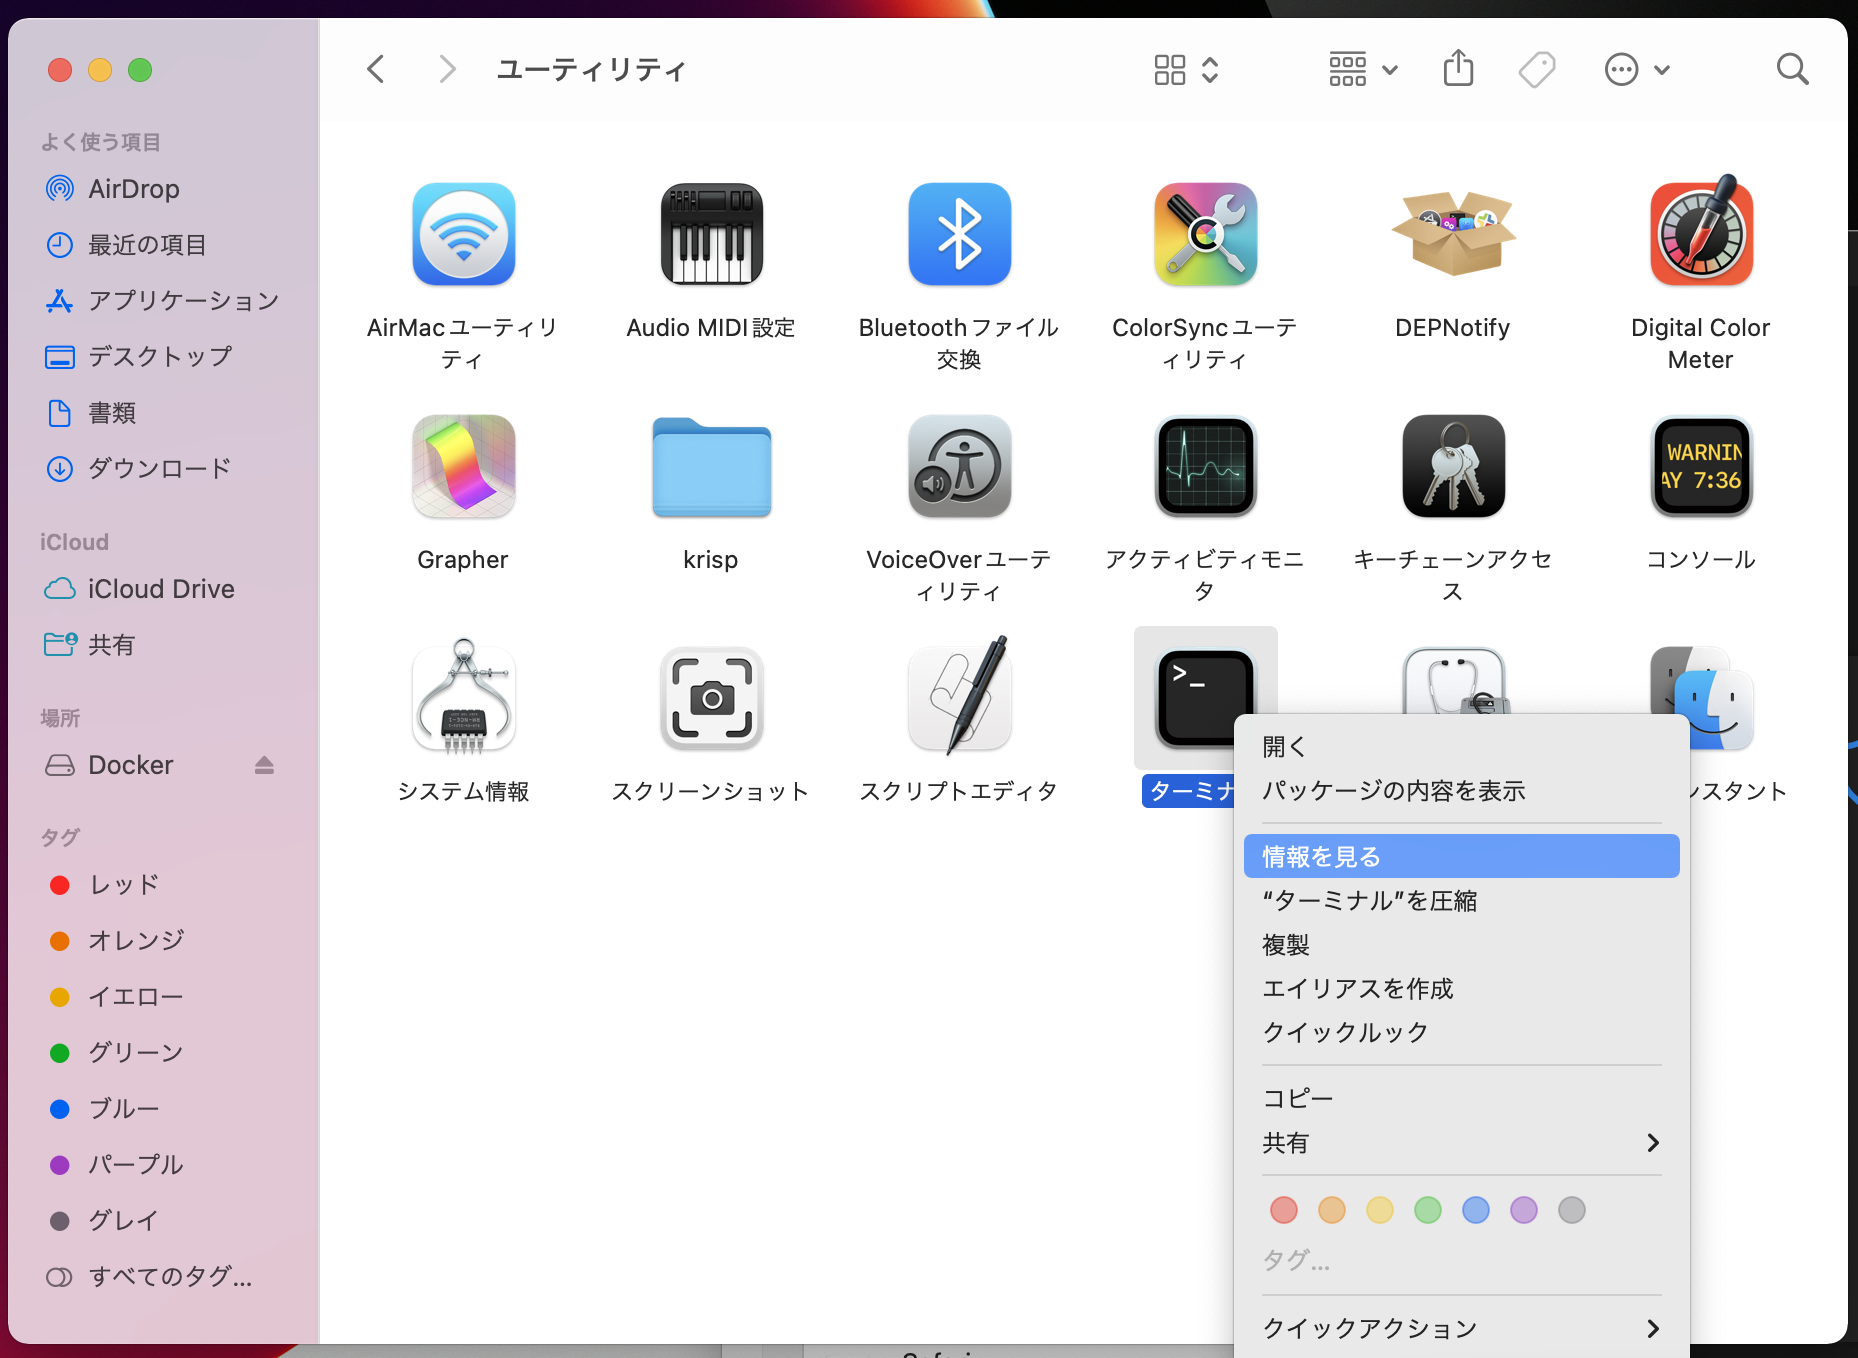 ユーティリティ
よく使う項目
AirDrop
最近の項目
アプリケーション
デスクトップ
書類
ダウンロード
iCloud
iCloud Drive
共有
場所
Docker
タグ
レッド
オレンジ
イエロー
グリーン
ブルー
パープル
グレイ
すべてのタグ...
AirMacユーティリ
ティ
Audio MIDI設定
Bluetoothファイル
交換
ColorSyncユーテ
ィリティ
DEPNotify
Digital Color
Meter
WARNIN
AY 7:36
Grapher
krisp
VoiceOverユーテ
ィリティ
アクティビティモニ
タ
キーチェーンアクセ
ス
コンソール
>_
システム情報
スクリーンショット
スクリプトエディタ
ターミナ
シスタント
開く
パッケージの内容を表示
情報を見る
“ターミナル”を圧縮
複製
エイリアスを作成
クイックルック
コピー
共有
タグ...
クイックアクション